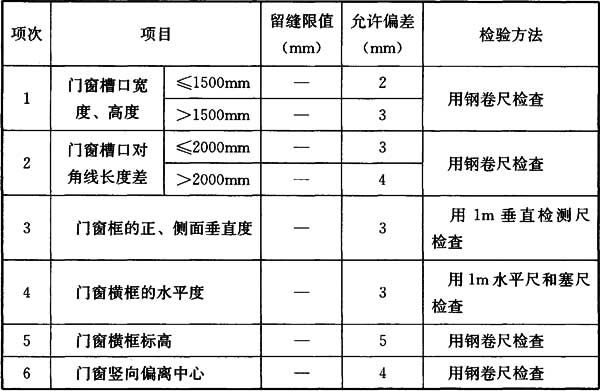 项次 项目 留缝限值（mm） 允许偏差（mm） 检验方法
1 门窗槽口宽度、高度 ≤1500mm — 2 用钢卷尺检查
>1500mm — 3
2 门窗槽口对角线长度差 ≤2000mm — 3 用钢卷尺检查
>2000mm — 4
3 门窗框的正、侧面垂直度 — 3 用 1m 垂直检测尺检查
4 门窗横框的水平度 — 3 用1m水平尺和塞尺检查
5 门窗横框标高 — 5 用钢卷尺检查
6 门窗竖向偏离中心 — 4 用钢卷尺检查